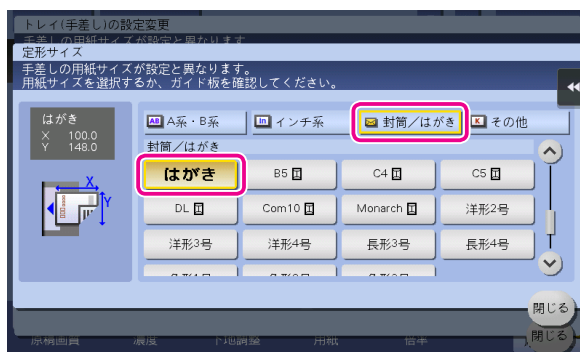 トレイ(手差し)の設定変更
手差しの用紙サイズが設定と異なります
定形サイズ
手差しの用紙サイズが設定と異なります。
用紙サイズを選択するか、ガイド板を確認してください。
はがき
X 100.0
Y 148.0
AB A系・B系
in インチ系
封筒/はがき
K その他
封筒/はがき
はがき
B5
C4
C5
DL
Com10
Monarch
洋形2号
洋形3号
洋形4号
長形3号
長形4号
X
Y
閉じる
閉じる
原稿画質
濃度
下地調整
用紙
倍率